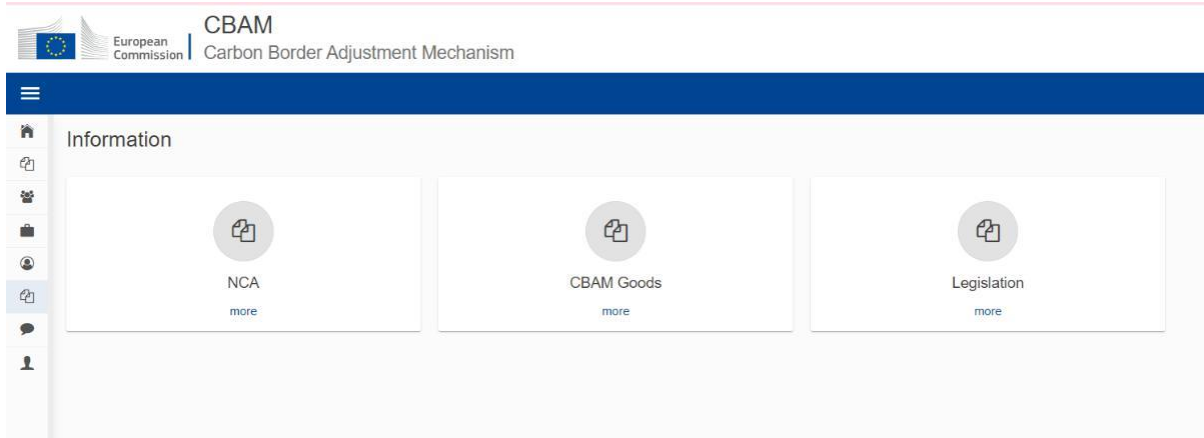 European
Commission
CBAM
Carbon Border Adjustment Mechanism
Information
NCA
more
CBAM Goods
more
Legislation
more